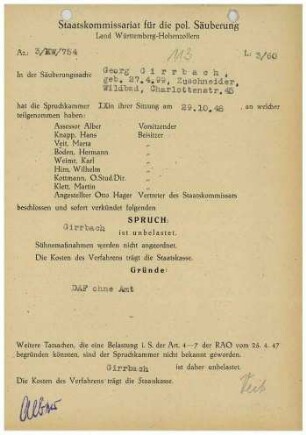 Staatskommissariat für die pol. Säuberung
Land Württemberg-Hohenzollern
Az.: 3/KW/754
113
L: 3/60
In der Säuberungssache
Georg Girrbach,
geb. 27.4.99, Zuschneider,
Wildbad, Charlottenstr. 45
hat die Spruchkammer IX in ihrer Sitzung am 29.10.48, an welcher
teilgenommen haben:
Assessor Alber Vorsitzender
Knapp, Hans Beisitzer
Veit, Marta "
Boden, Hermann "
Weimr, Karl "
Hirn, Wilhelm "
Kottmann, O.Stud.Dir. "
Klett, Martin "
Angestellter Otto Hager Vertreter des Staatskommissars
beschlossen und sofort verkündet folgenden
SPRUCH:
Girrbach
ist unbelastet.
Sühnemaßnahmen werden nicht angeordnet.
Die Kosten des Verfahrens trägt die Staatskasse.
Gründe:
DAF ohne Amt
Weitere Tatsachen, die eine Belastung i. S. der Art. 4—7 der RAO vom 26. 4. 47
begründen könnten, sind der Spruchkammer nicht bekannt geworden.
Girrbach ist daher unbelastet.
Die Kosten des Verfahrens trägt die Staatskasse.
Alber